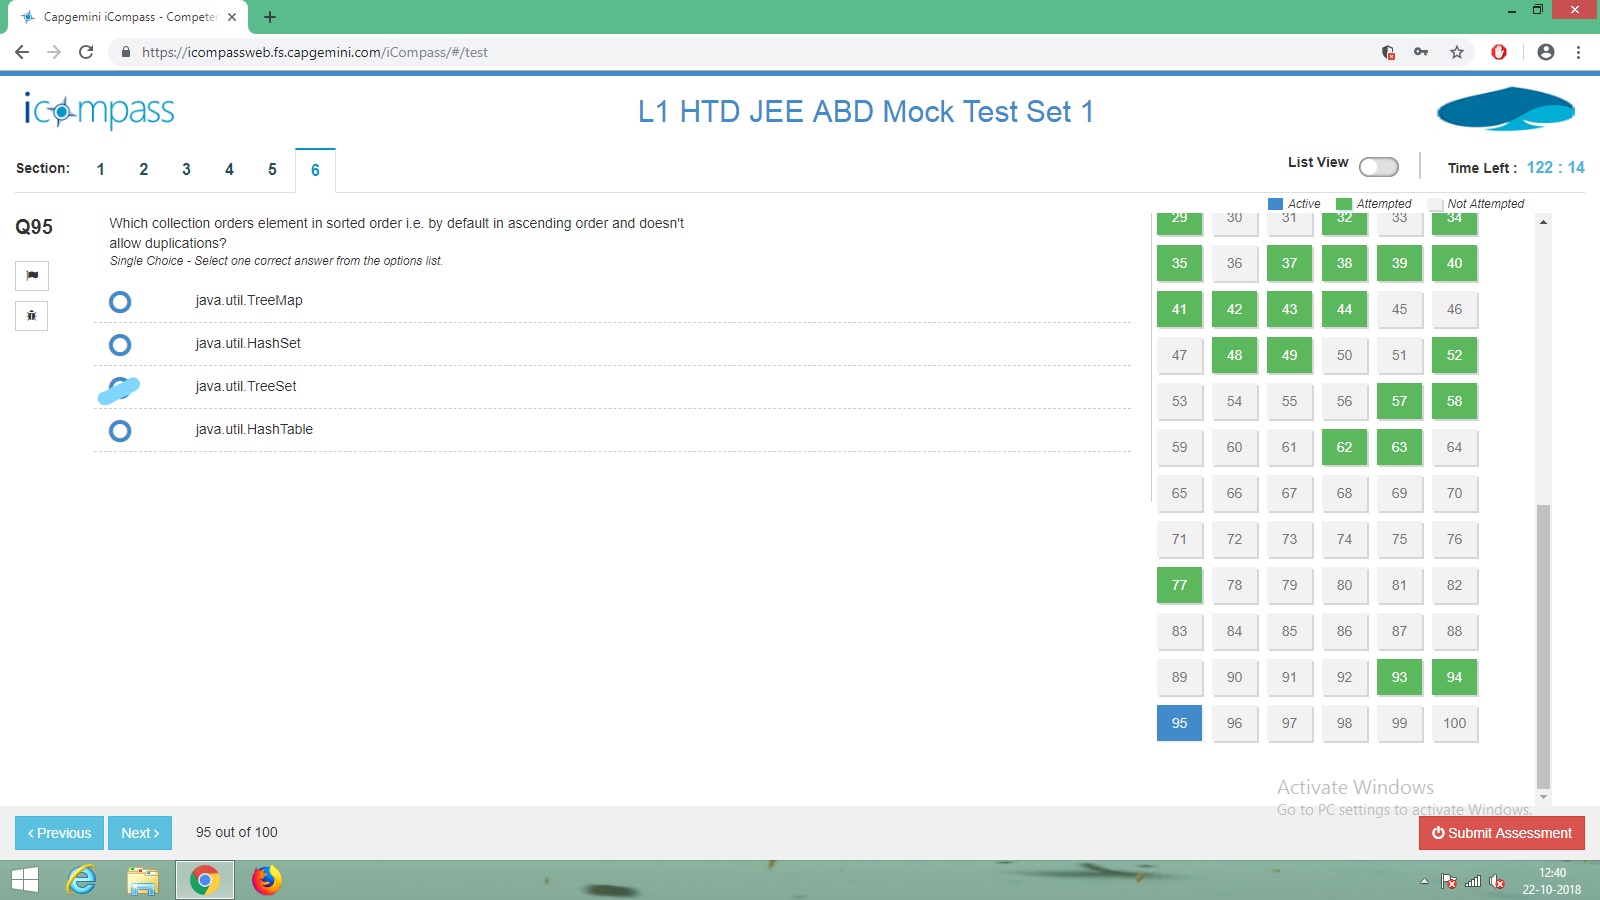 Capgemini iCompass - Competer
https://icompassweb.fs.capgemini.com/iCompass/#/test
icompass
L1 HTD JEE ABD Mock Test Set 1
Section: 1 2 3 4 5 6
List View
Time Left : 122 : 14
Active Attempted Not Attempted
Q95
Which collection orders element in sorted order i.e. by default in ascending order and doesn't
allow duplications?
Single Choice - Select one correct answer from the options list.
java.util.TreeMap
java.util.HashSet
java.util.TreeSet
java.util.HashTable
29 30 31 32 33 34
35 36 37 38 39 40
41 42 43 44 45 46
47 48 49 50 51 52
53 54 55 56 57 58
59 60 61 62 63 64
65 66 67 68 69 70
71 72 73 74 75 76
77 78 79 80 81 82
83 84 85 86 87 88
89 90 91 92 93 94
95 96 97 98 99 100
Activate Windows
Go to PC settings to activate Windows.
‹ Previous
Next ›
95 out of 100
Submit Assessment
12:40
22-10-2018